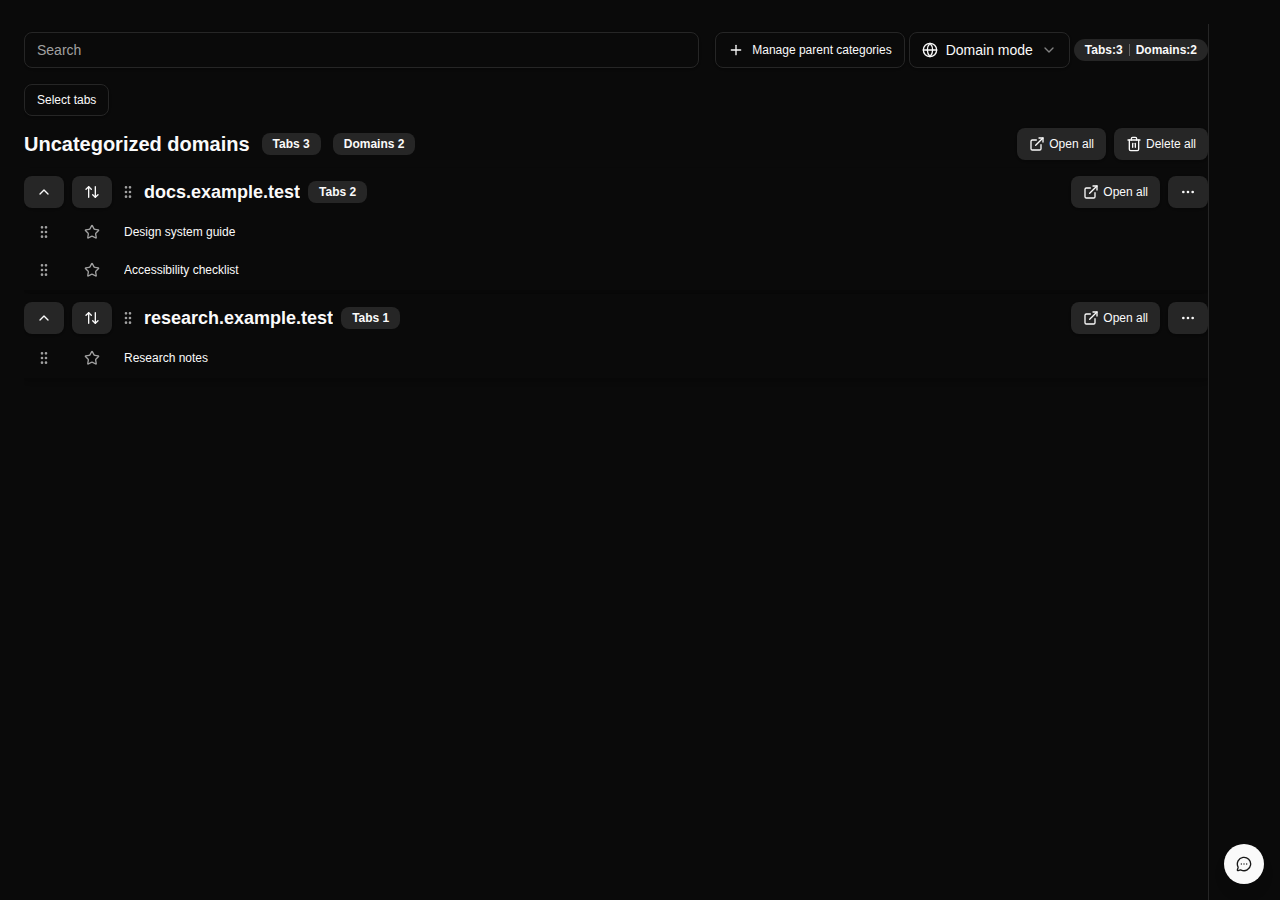 Search
Manage parent categories
Domain mode
Tabs:3 Domains:2
Select tabs
Uncategorized domains
Tabs 3
Domains 2
Open all
Delete all
docs.example.test
Tabs 2
Open all
Design system guide
Accessibility checklist
research.example.test
Tabs 1
Open all
Research notes